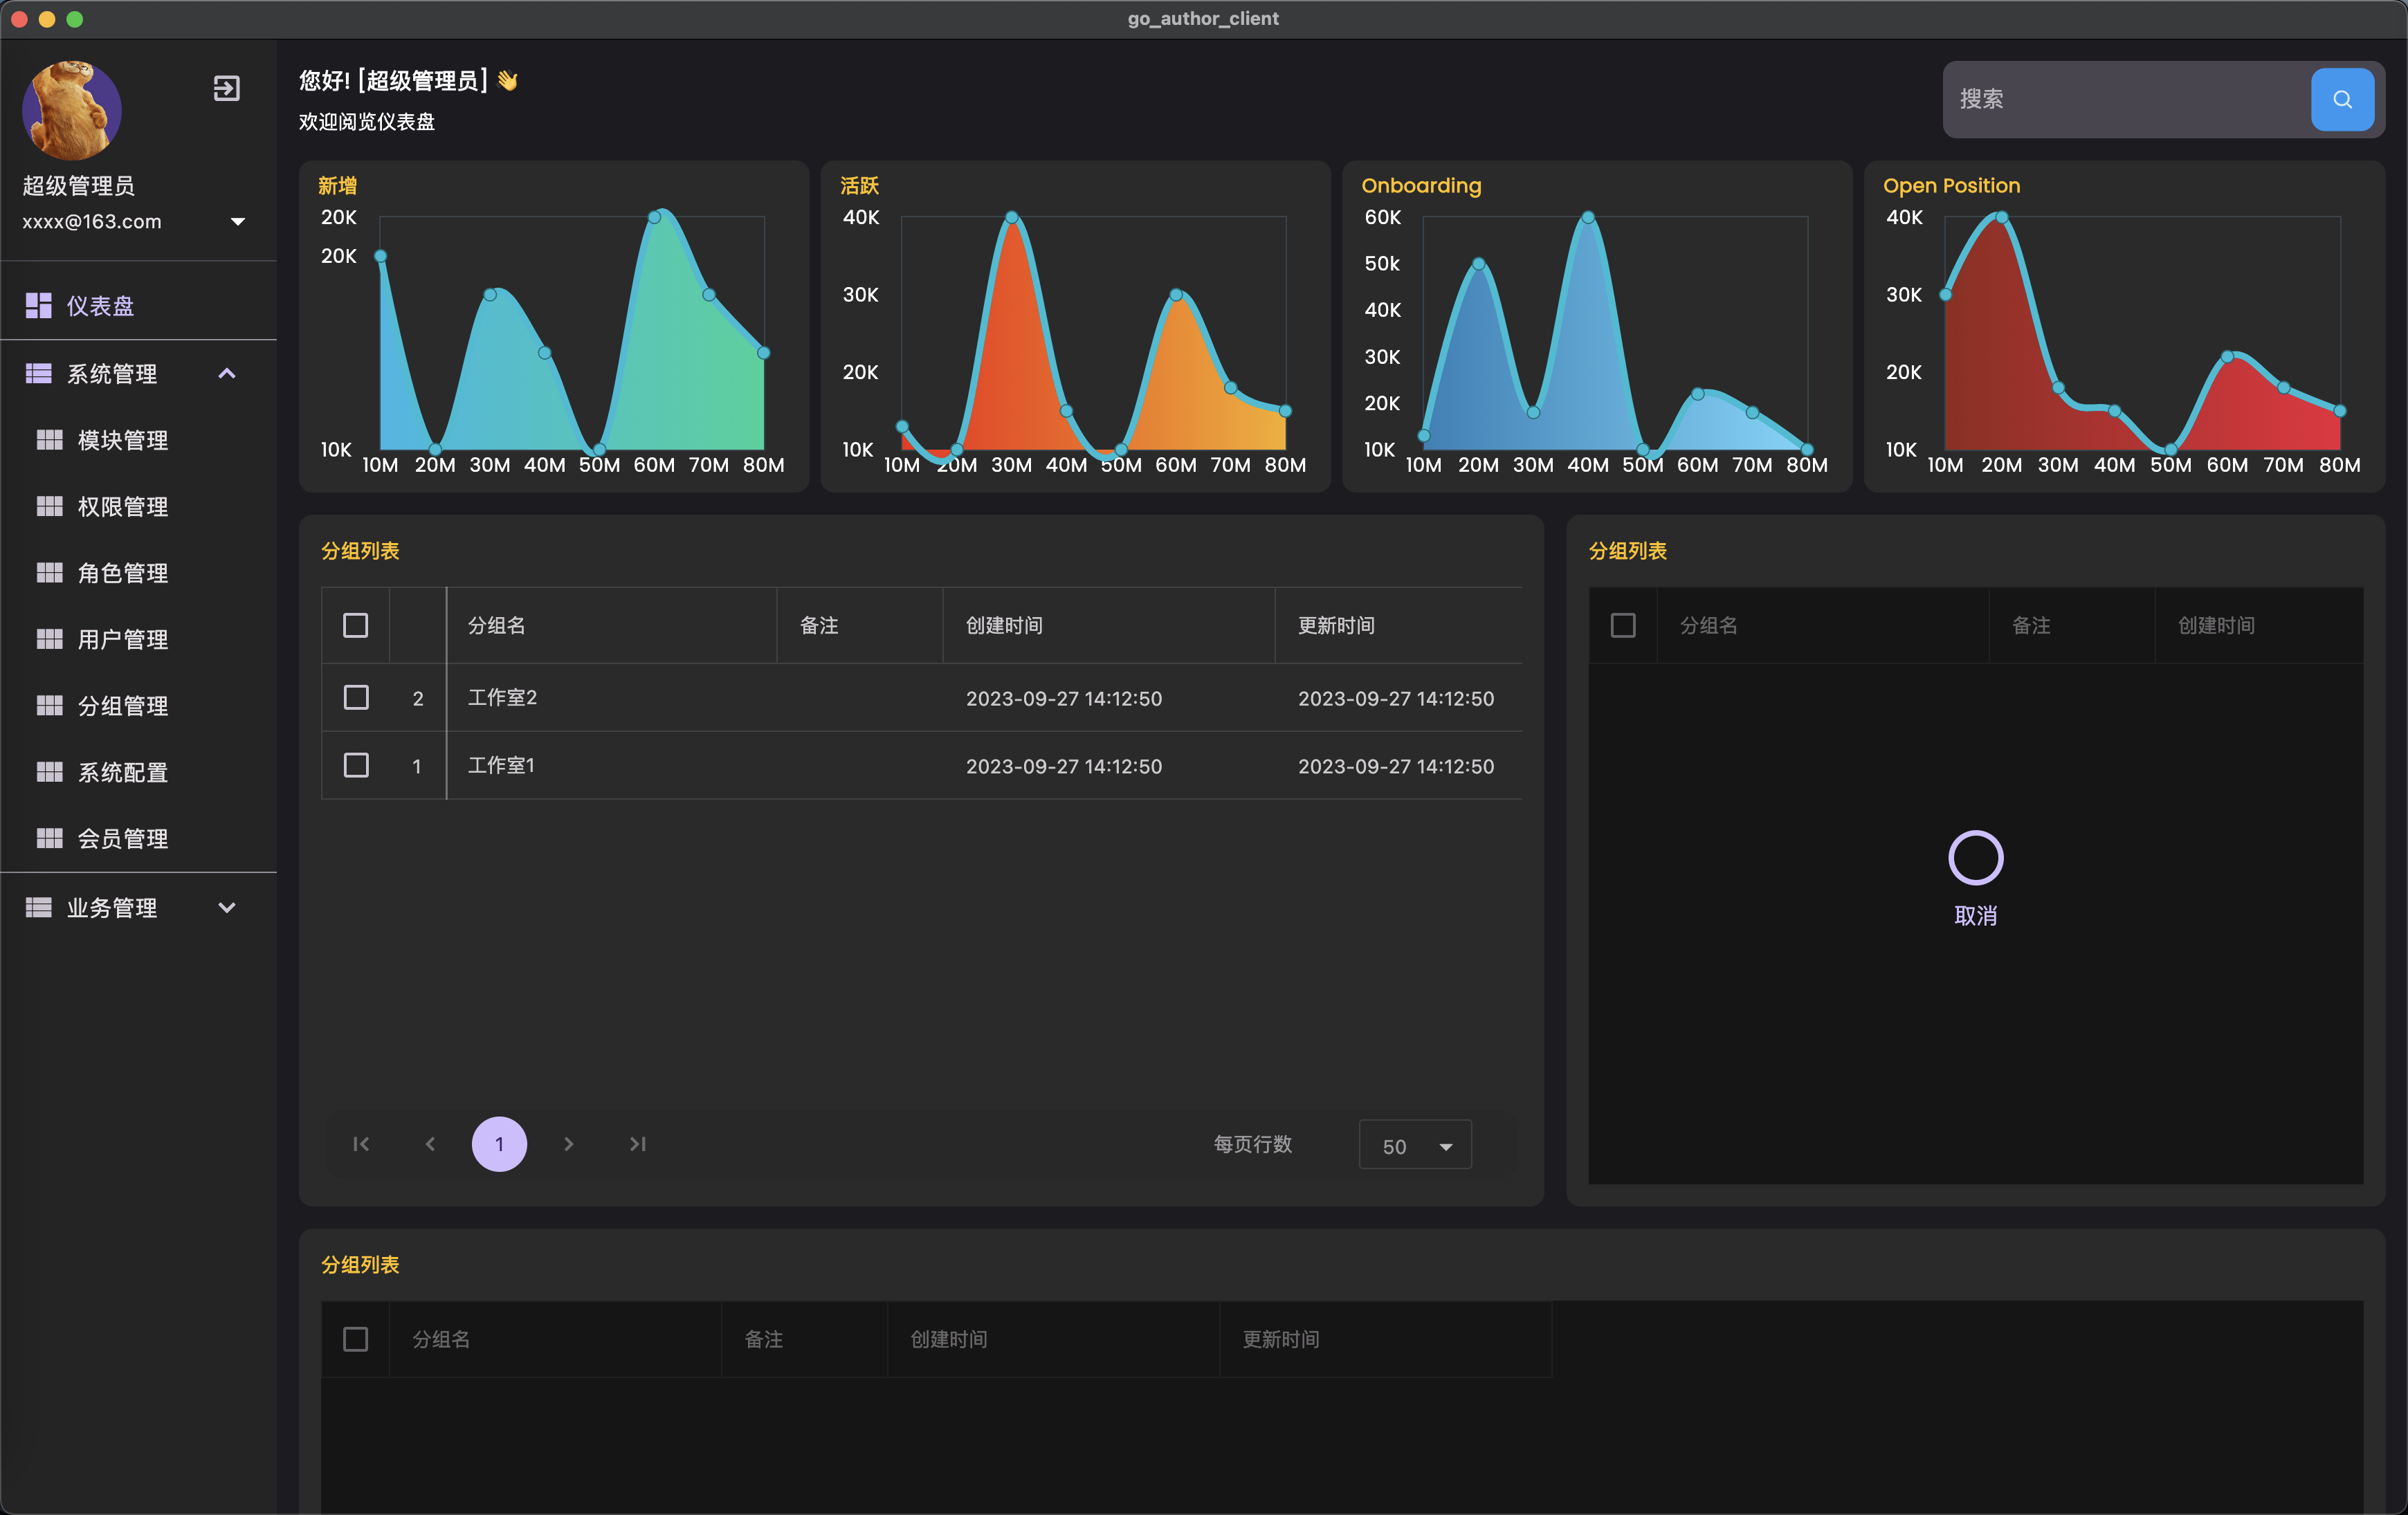 go_author_client
超级管理员
xxxx@163.com
仪表盘
系统管理
模块管理
权限管理
角色管理
用户管理
分组管理
系统配置
会员管理
业务管理
您好! [超级管理员] 👋
欢迎阅览仪表盘
搜索
新增
20K
20K
10K
10M 20M 30M 40M 50M 60M 70M 80M
活跃
40K
30K
20K
10K
10M 20M 30M 40M 50M 60M 70M 80M
Onboarding
60K
50k
40K
30K
20K
10K
10M 20M 30M 40M 50M 60M 70M 80M
Open Position
40K
30K
20K
10K
10M 20M 30M 40M 50M 60M 70M 80M
分组列表
分组名 备注 创建时间 更新时间
2 工作室2 2023-09-27 14:12:50 2023-09-27 14:12:50
1 工作室1 2023-09-27 14:12:50 2023-09-27 14:12:50
1 每页行数 50
分组列表
分组名 备注 创建时间
取消
分组列表
分组名 备注 创建时间 更新时间